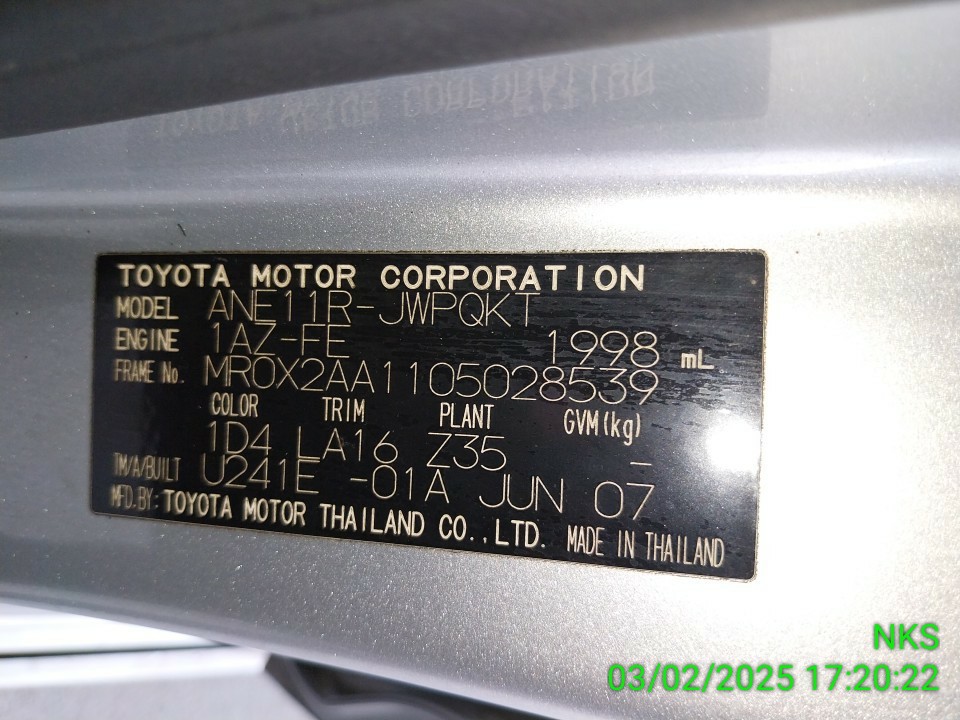 TOYOTA MOTOR CORPORATION
MODEL ANE11R-JWPQKT
ENGINE 1AZ-FE 1998 mL
FRAME No. MR0X2AA1105028539
COLOR TRIM PLANT GVM(kg)
1D4 LA16 Z35 –
TM/A/BUILT U241E -01A JUN 07
MFD.BY: TOYOTA MOTOR THAILAND CO.,LTD. MADE IN THAILAND
NKS
03/02/2025 17:20:22